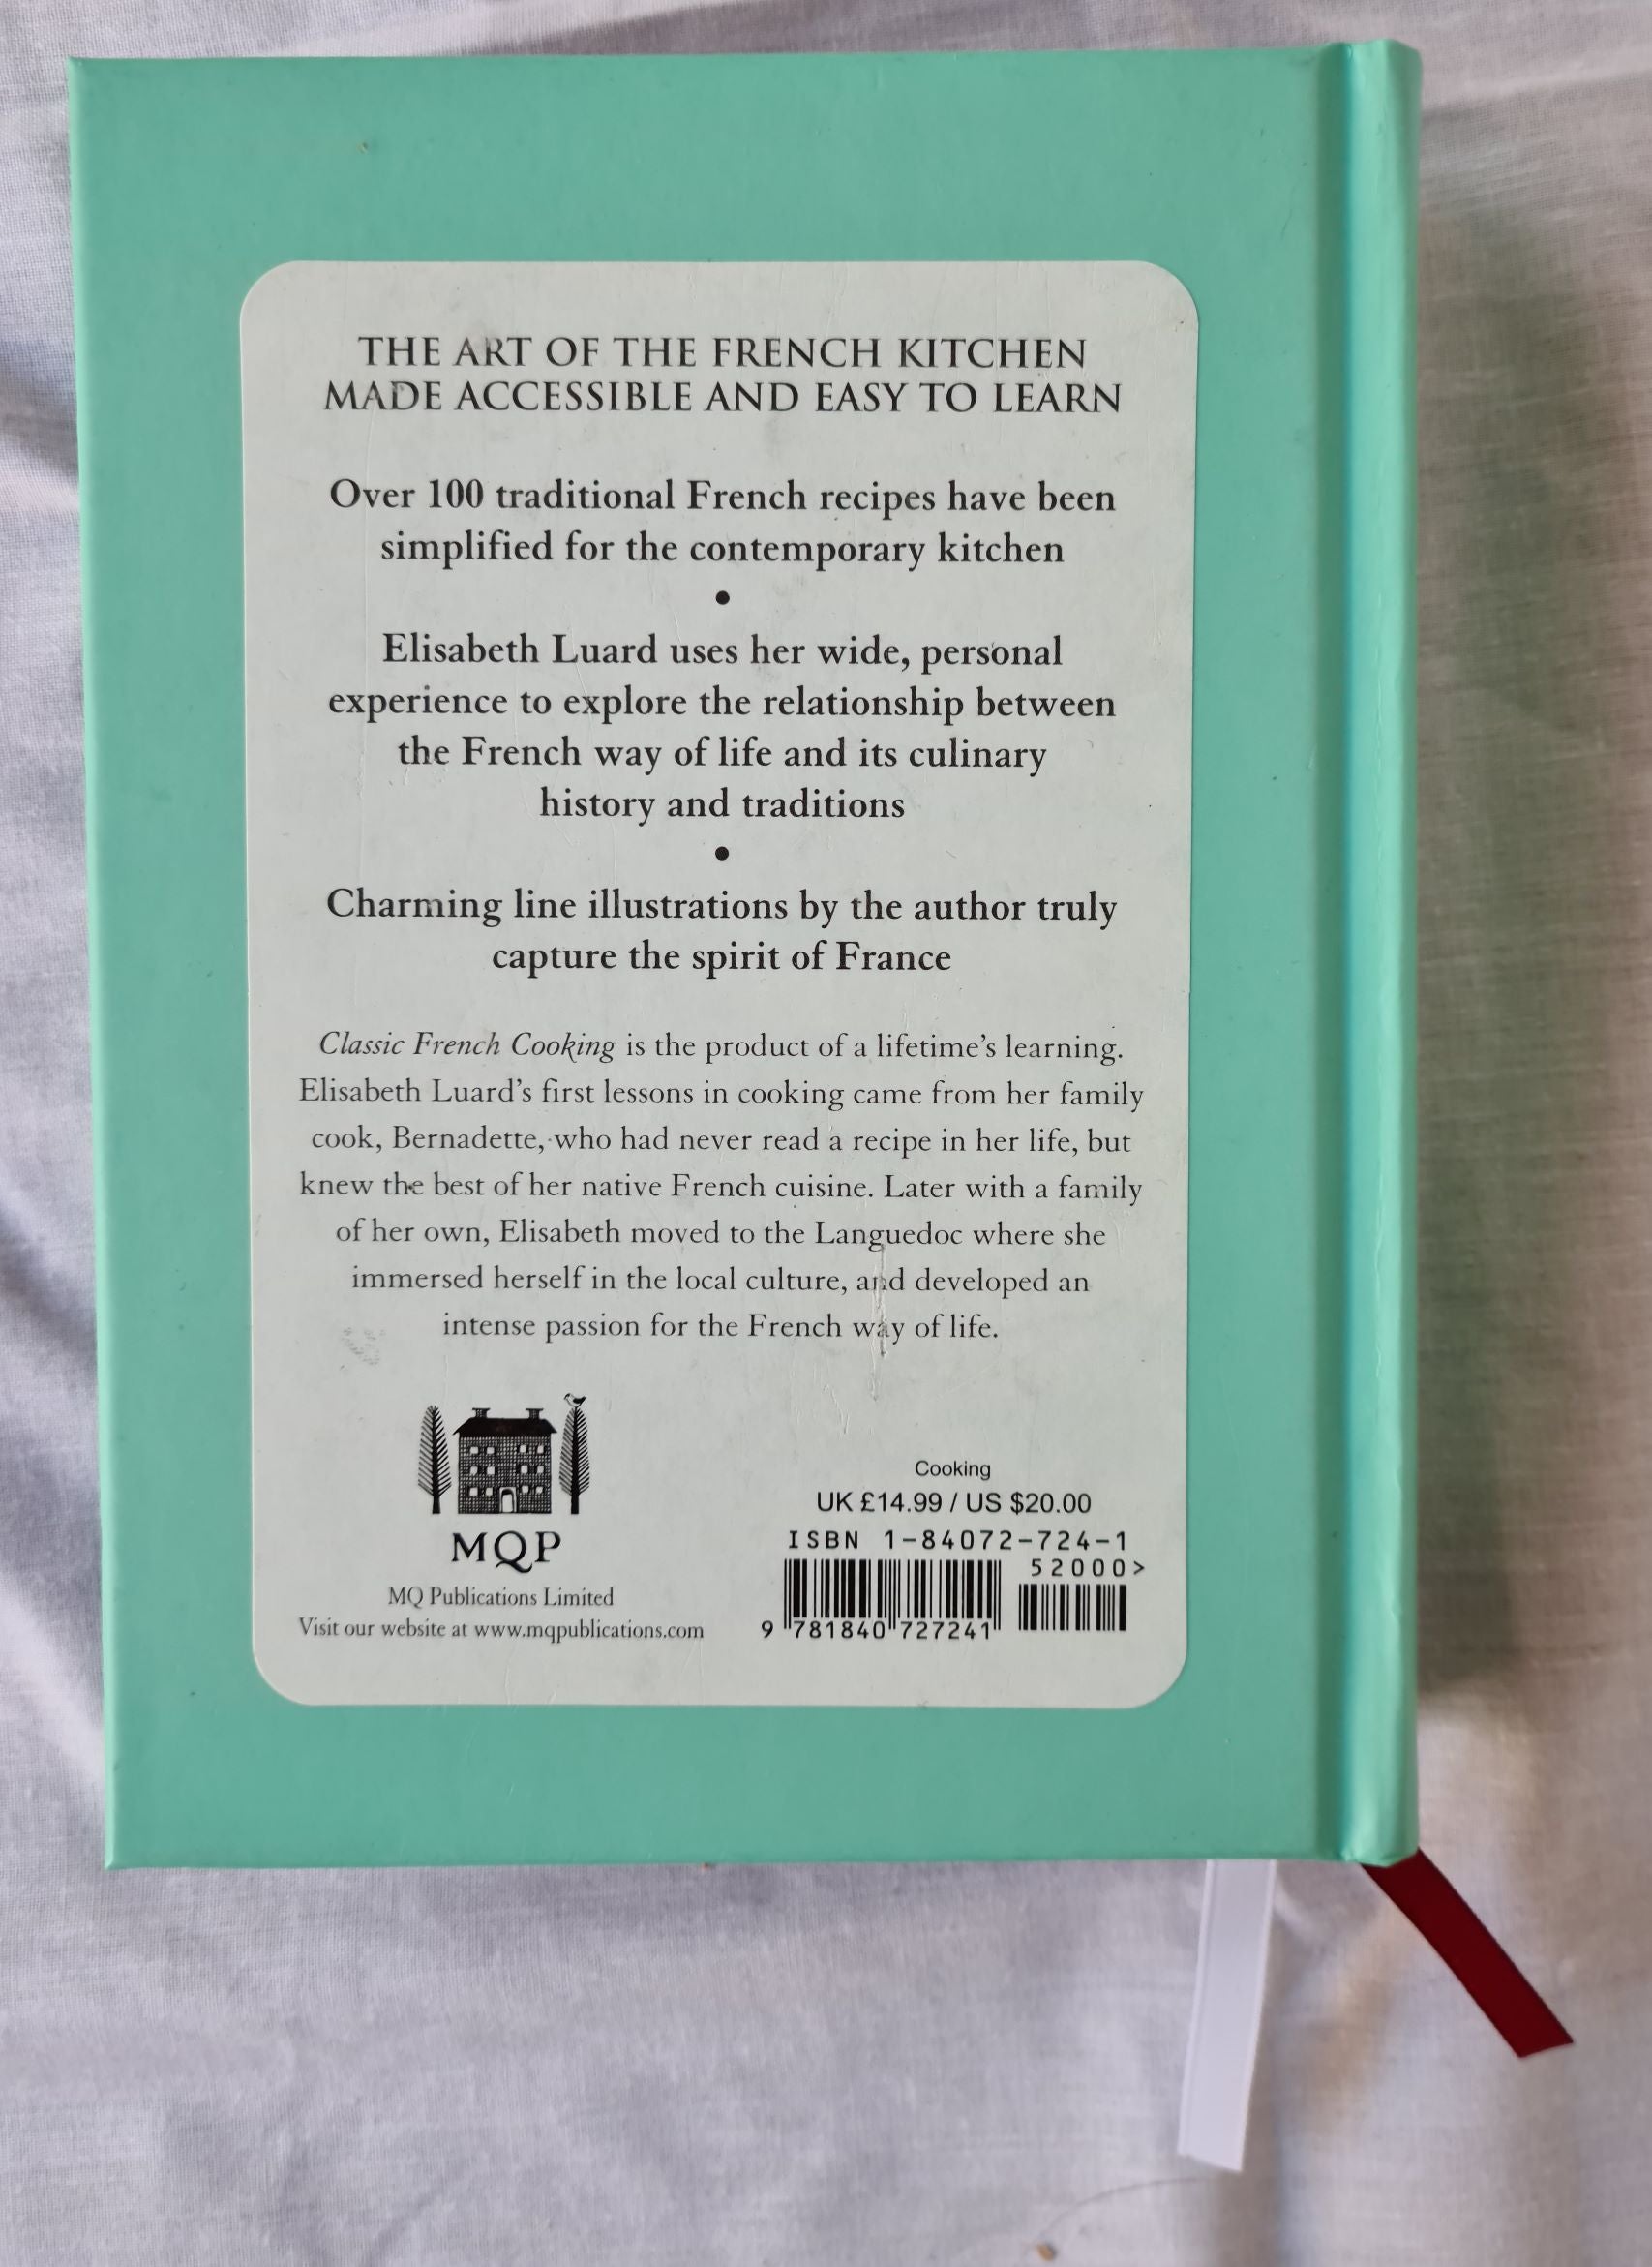 THE ART OF THE FRENCH KITCHEN
MADE ACCESSIBLE AND EASY TO LEARN
Over 100 traditional French recipes have been
simplified for the contemporary kitchen
•
Elisabeth Luard uses her wide, personal
experience to explore the relationship between
the French way of life and its culinary
history and traditions
•
Charming line illustrations by the author truly
capture the spirit of France
Classic French Cooking is the product of a lifetime's learning.
Elisabeth Luard's first lessons in cooking came from her family
cook, Bernadette, who had never read a recipe in her life, but
knew the best of her native French cuisine. Later with a family
of her own, Elisabeth moved to the Languedoc where she
immersed herself in the local culture, and developed an
intense passion for the French way of life.
MQP
MQ Publications Limited
Visit our website at www.mqpublications.com
Cooking
UK £14.99 / US $20.00
ISBN 1-84072-724-1
52000>
9 781840 727241